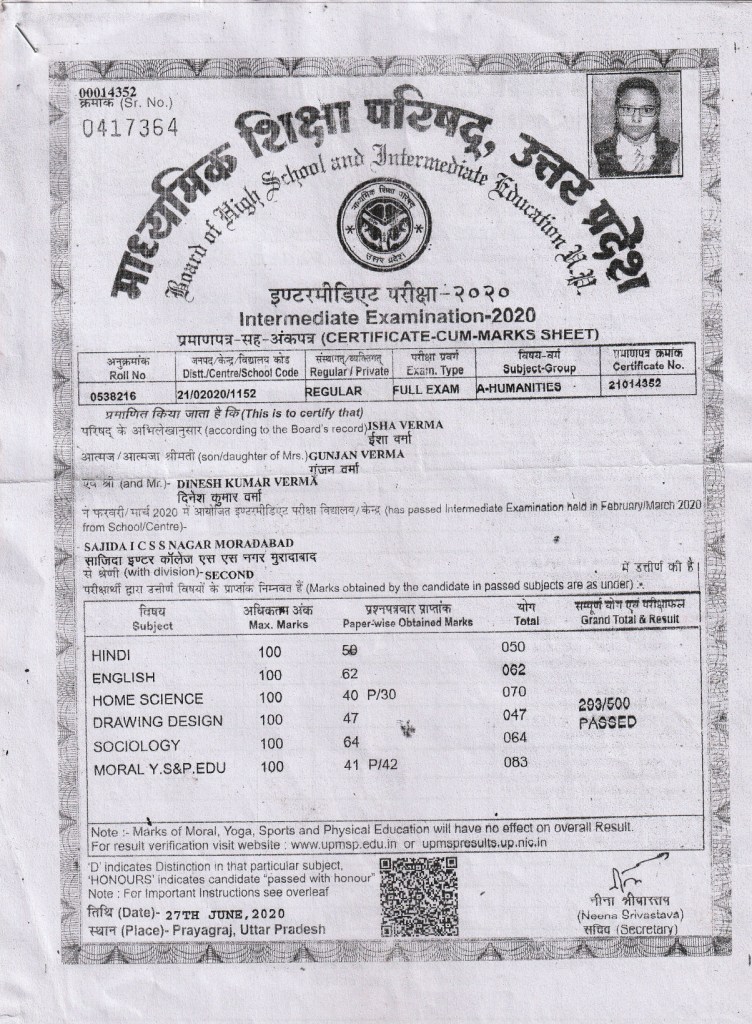 00014352
क्रमांक (Sr. No.)
0417364
माध्यमिक शिक्षा परिषद्, उत्तर प्रदेश
Board of High School and Intermediate Education U.P.
माध्यमिक शिक्षा परिषद
उत्तर प्रदेश
इण्टरमीडिएट परीक्षा-२०२०
Intermediate Examination-2020
प्रमाणपत्र-सह-अंकपत्र (CERTIFICATE-CUM-MARKS SHEET)
अनुक्रमांक जनपद/केन्द्र/विद्यालय कोड संस्थागत/व्यक्तिगत परीक्षा प्रवर्ग विषय-वर्ग प्रमाणपत्र क्रमांक
Roll No Distt./Centre/School Code Regular / Private Exam. Type Subject-Group Certificate No.
0538216 21/02020/1152 REGULAR FULL EXAM A-HUMANITIES 21014352
प्रमाणित किया जाता है कि (This is to certify that)
परिषद् के अभिलेखानुसार (according to the Board's record) ISHA VERMA
ईशा वर्मा
आत्मज/आत्मजा श्रीमती (son/daughter of Mrs.) GUNJAN VERMA
गुंजन वर्मा
एवं श्री (and Mr.)- DINESH KUMAR VERMA
दिनेश कुमार वर्मा
ने फरवरी/मार्च 2020 में आयोजित इण्टरमीडिएट परीक्षा विद्यालय/केन्द्र (has passed Intermediate Examination held in February/March 2020
from School/Centre)-
SAJIDA I C S S NAGAR MORADABAD
साजिदा इण्टर कॉलेज एस एस नगर मुरादाबाद
से श्रेणी (with division)-SECOND में उत्तीर्ण की है।
परीक्षार्थी द्वारा उत्तीर्ण विषयों के प्राप्तांक निम्नवत हैं (Marks obtained by the candidate in passed subjects are as under) :-
विषय अधिकतम अंक प्रश्नपत्रवार प्राप्तांक योग सम्पूर्ण योग एवं परीक्षाफल
Subject Max. Marks Paper-wise Obtained Marks Total Grand Total & Result
HINDI 100 50 050
ENGLISH 100 62 062
HOME SCIENCE 100 40 P/30 070
293/500
DRAWING DESIGN 100 47 047 PASSED
SOCIOLOGY 100 64 064
MORAL Y.S&P.EDU 100 41 P/42 083
Note :- Marks of Moral, Yoga, Sports and Physical Education will have no effect on overall Result.
For result verification visit website : www.upmsp.edu.in or upmspresults.up.nic.in
'D' indicates Distinction in that particular subject,
'HONOURS' indicates candidate "passed with honour"
Note : For Important Instructions see overleaf
तिथि (Date)- 27TH JUNE,2020
स्थान (Place)- Prayagraj, Uttar Pradesh
नीना श्रीवास्तव
(Neena Srivastava)
सचिव (Secretary)